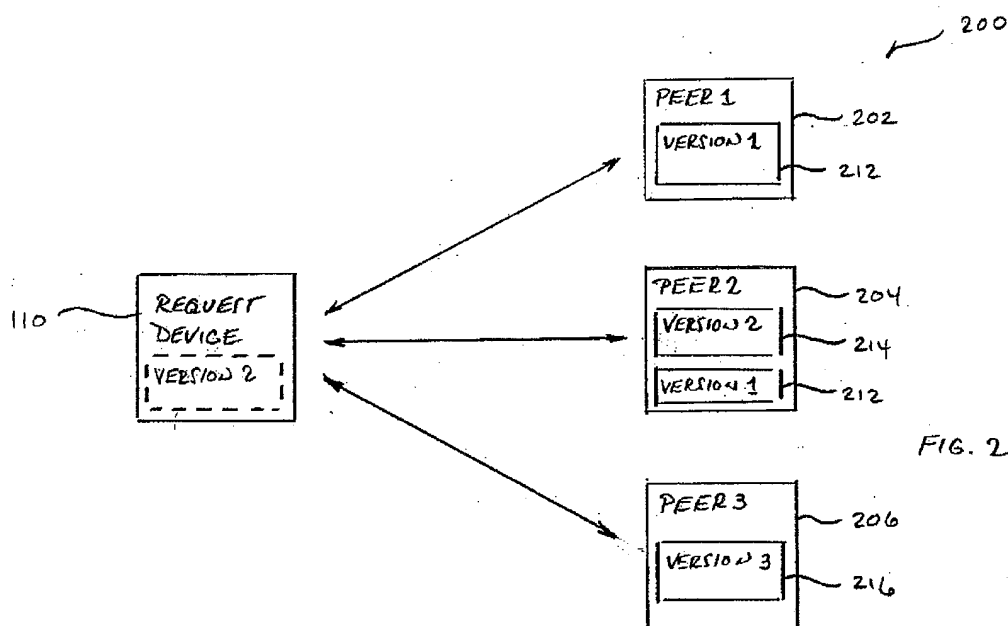 200
PEER 1
202
VERSION 1
212
110
REQUEST
DEVICE
VERSION 2
PEER 2
204
VERSION 2
214
VERSION 1
212
FIG. 2
PEER 3
206
VERSION 3
216